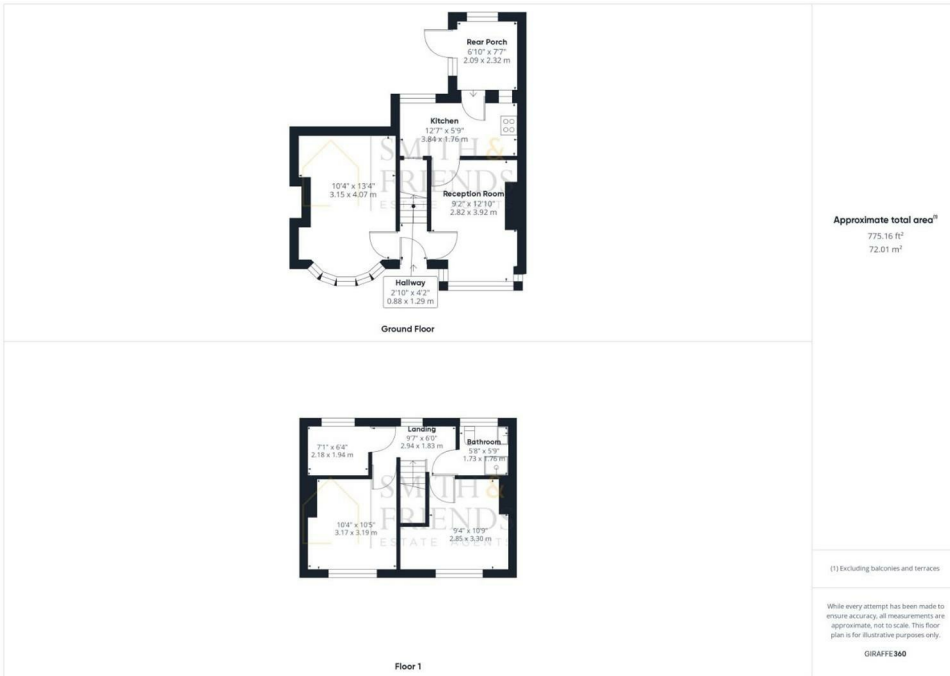 Rear Porch
6'10" x 7'7"
2.09 x 2.32 m
Kitchen
12'7" x 5'9"
3.84 x 1.76 m
10'4" x 13'4"
3.15 x 4.07 m
Reception Room
9'2" x 12'10"
2.82 x 3.92 m
Hallway
2'10" x 4'2"
0.88 x 1.29 m
SMITH &
FRIENDS
ESTATE AGENTS
Ground Floor
Landing
9'7" x 6'0"
2.94 x 1.83 m
7'1" x 6'4"
2.18 x 1.94 m
Bathroom
5'8" x 5'9"
1.73 x 1.76 m
10'4" x 10'5"
3.17 x 3.19 m
9'4" x 10'9"
2.85 x 3.30 m
SMITH &
FRIENDS
ESTATE AGENTS
Floor 1
Approximate total area(1)
775.16 ft²
72.01 m²
(1) Excluding balconies and terraces
While every attempt has been made to
ensure accuracy, all measurements are
approximate, not to scale. This floor
plan is for illustrative purposes only.
GIRAFFE360